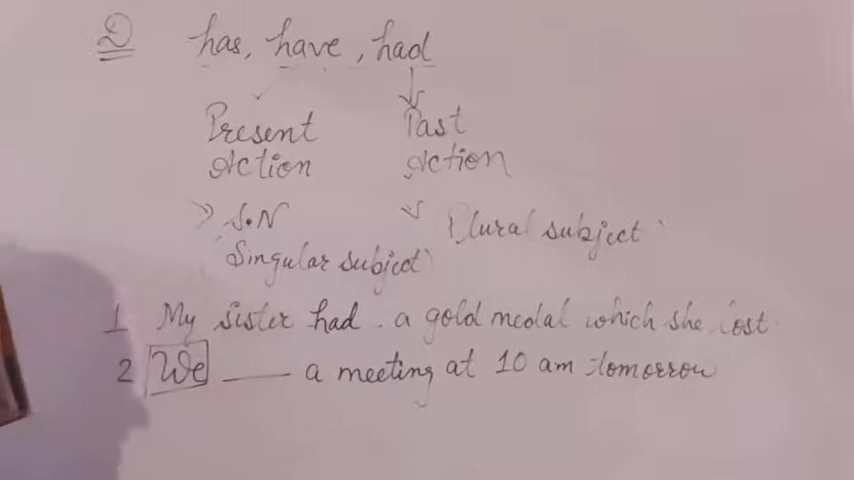 2 has, have, had
Present Past
Action Action
S.N Plural subject
Singular subject
1 My sister had a gold medal which she lost
2 We ____ a meeting at 10 am tomorrow